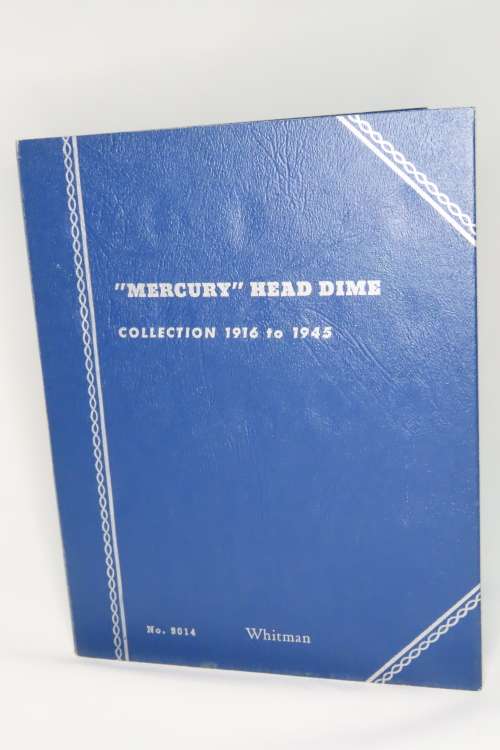 "MERCURY" HEAD DIME
COLLECTION 1916 to 1945
No. 9014 Whitman